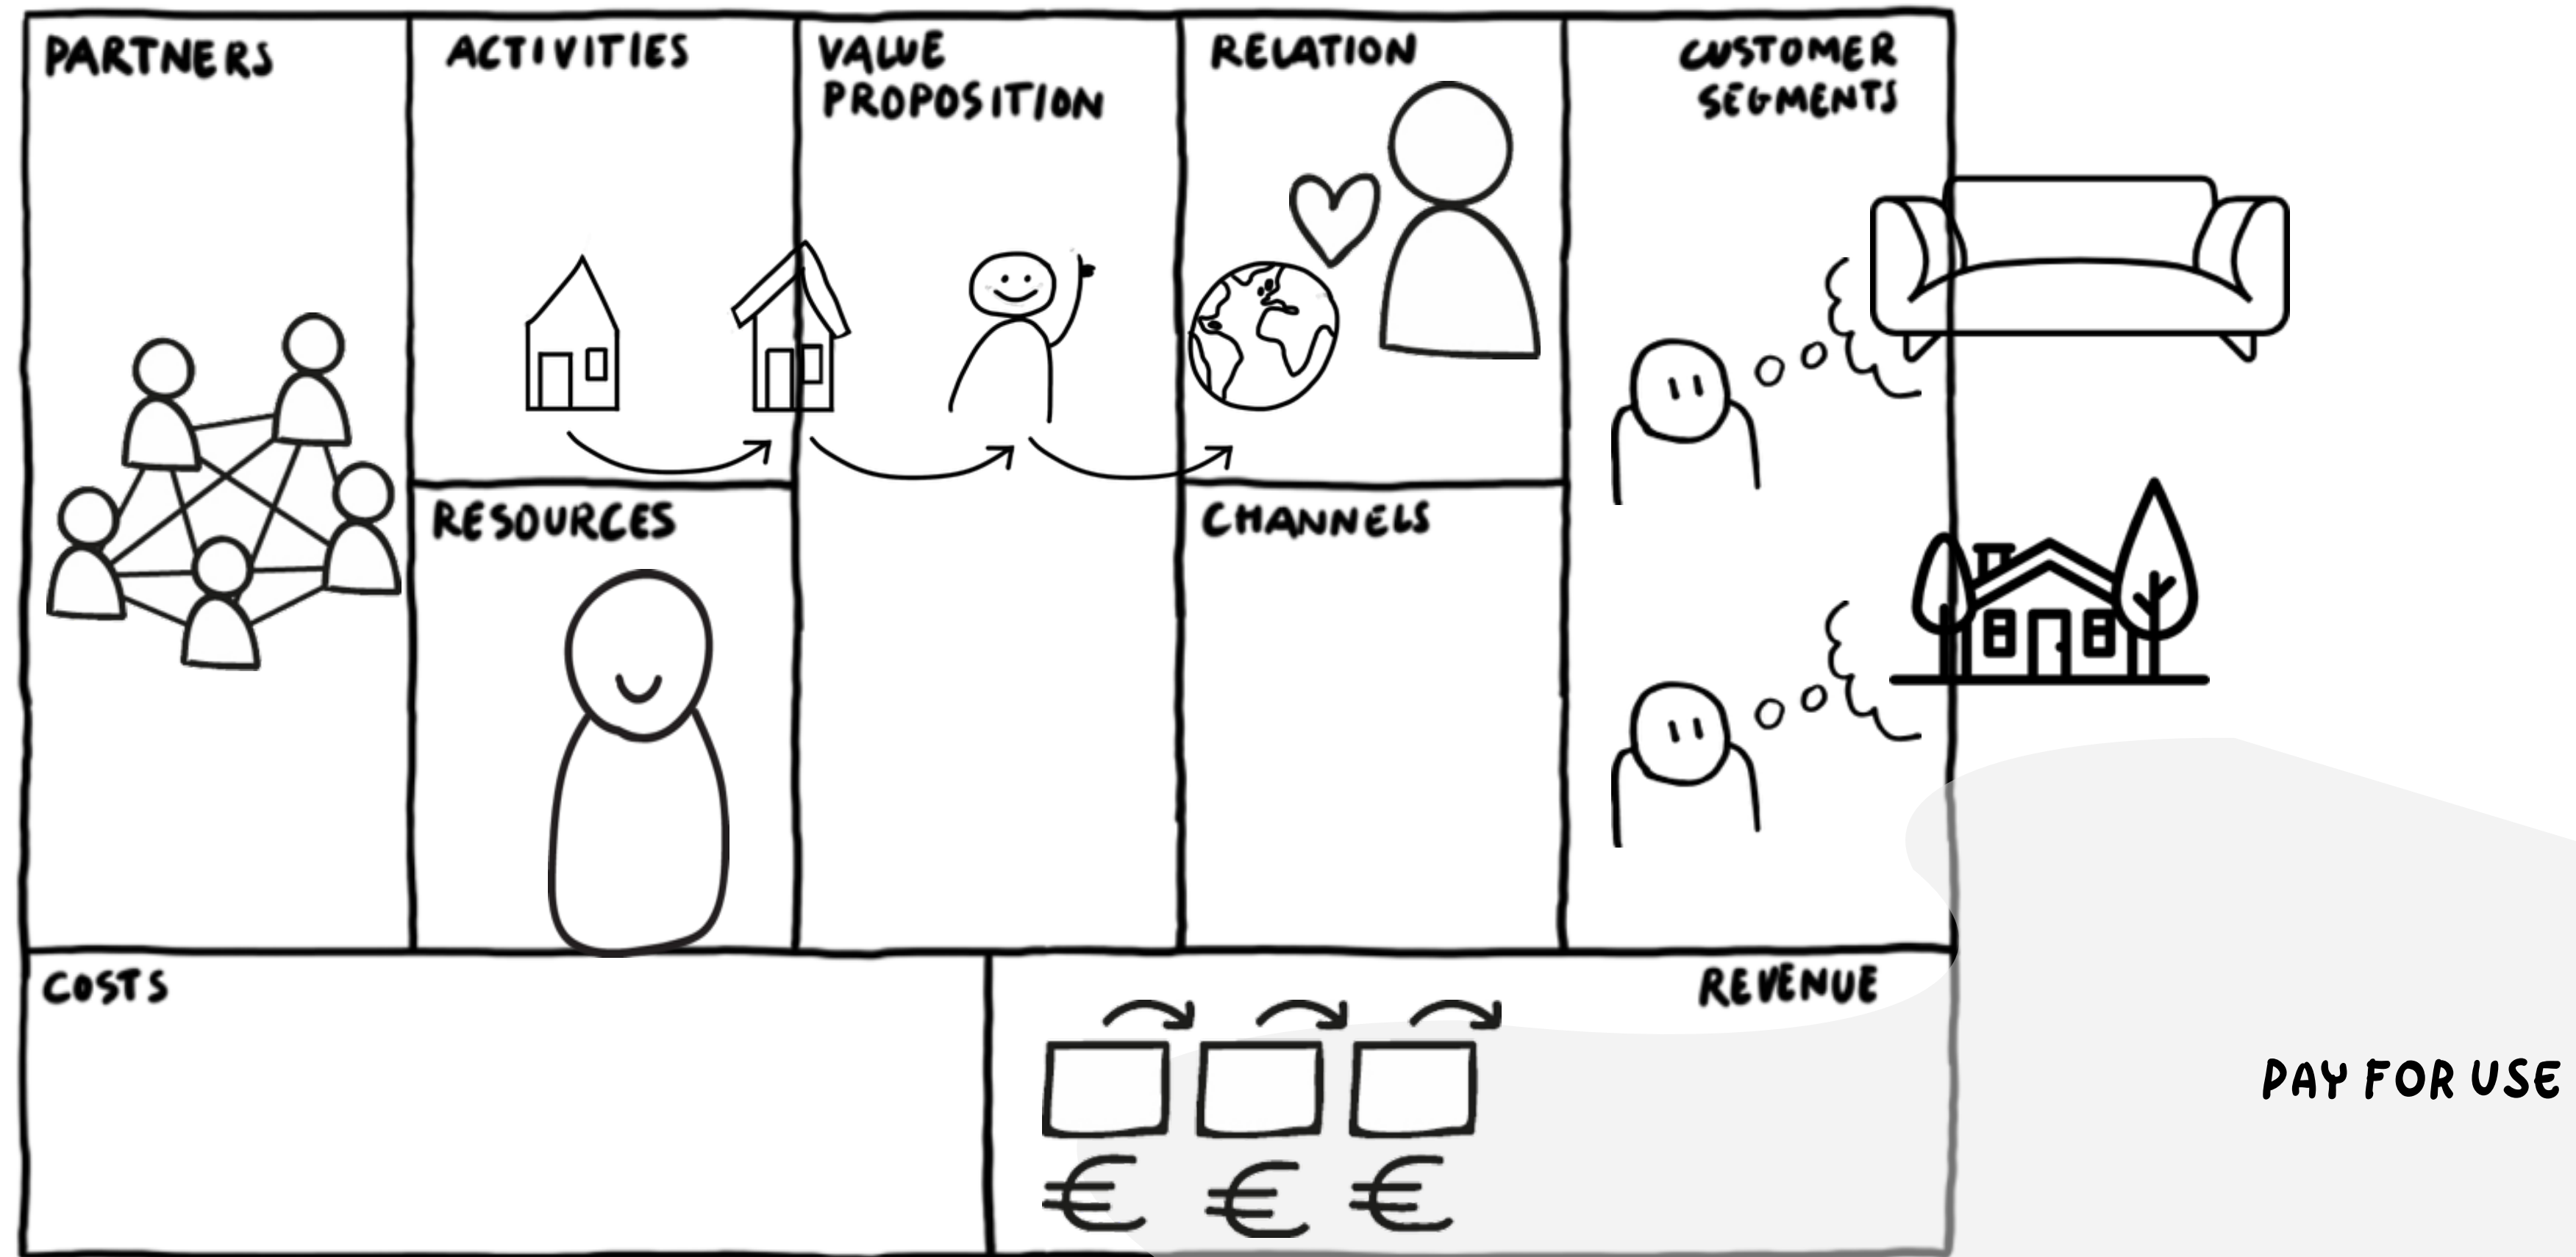 PARTNERS
ACTIVITIES
VALUE
PROPOSITION
RELATION
CUSTOMER
SEGMENTS
RESOURCES
CHANNELS
COSTS
REVENUE
€ € €
PAY FOR USE